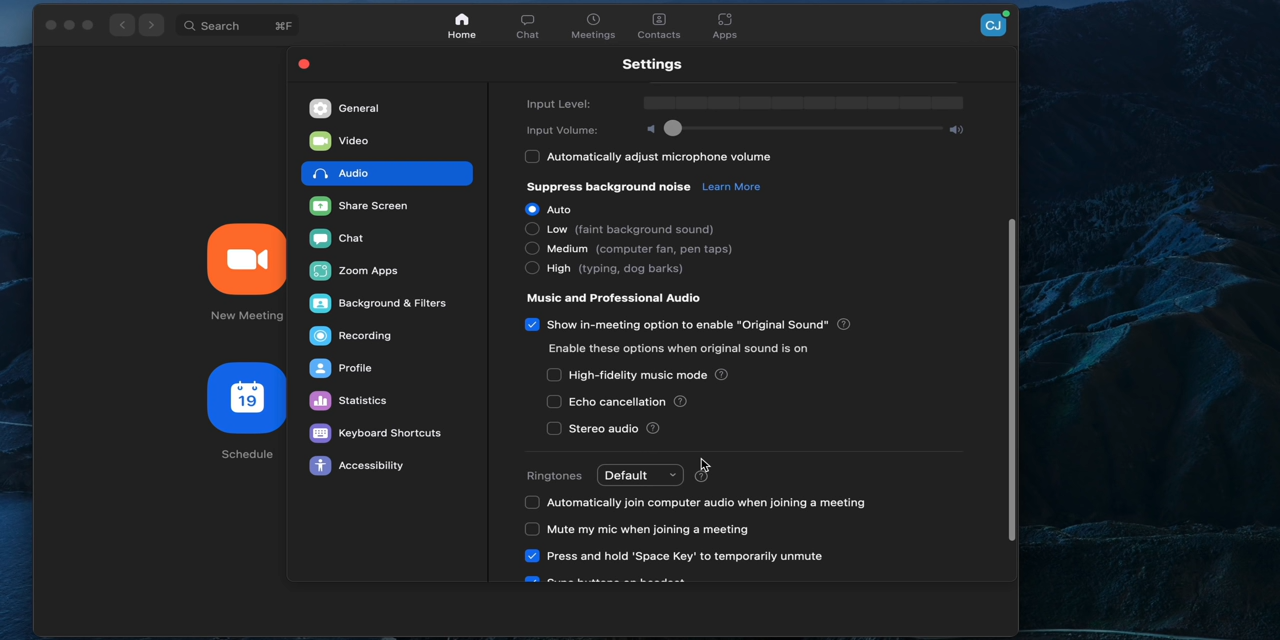 Search ⌘F
Home
Chat
Meetings
Contacts
Apps
CJ
Settings
General
Video
Audio
Share Screen
Chat
Zoom Apps
Background & Filters
Recording
Profile
Statistics
Keyboard Shortcuts
Accessibility
New Meeting
19
Schedule
Input Level:
Input Volume:
Automatically adjust microphone volume
Suppress background noise Learn More
Auto
Low (faint background sound)
Medium (computer fan, pen taps)
High (typing, dog barks)
Music and Professional Audio
Show in-meeting option to enable "Original Sound" ?
Enable these options when original sound is on
High-fidelity music mode ?
Echo cancellation ?
Stereo audio ?
Ringtones Default ?
Automatically join computer audio when joining a meeting
Mute my mic when joining a meeting
Press and hold 'Space Key' to temporarily unmute
Sync buttons on headset